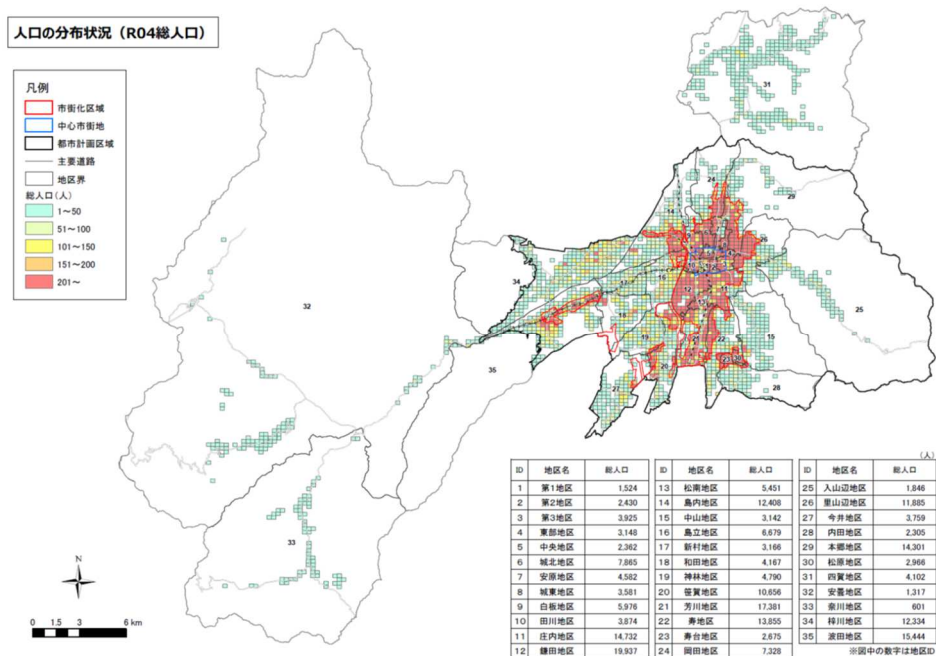 人口の分布状況（R04総人口）
凡例
市街化区域
中心市街地
都市計画区域
主要道路
地区界
総人口（人）
1～50
51～100
101～150
151～200
201～
31
24
29
14
26
34
17
16
12
11
32
25
18
19
15
21
22
35
20
23
30
27
28
33
N
0 1.5 3 6 km
（人）
ID 地区名 総人口 ID 地区名 総人口 ID 地区名 総人口
1 第1地区 1,524 13 松南地区 5,451 25 入山辺地区 1,846
2 第2地区 2,430 14 島内地区 12,408 26 里山辺地区 11,885
3 第3地区 3,925 15 中山地区 3,142 27 今井地区 3,759
4 東部地区 3,148 16 島立地区 6,679 28 内田地区 2,305
5 中央地区 2,362 17 新村地区 3,166 29 本郷地区 14,301
6 城北地区 7,865 18 和田地区 4,167 30 松原地区 2,966
7 安原地区 4,582 19 神林地区 4,790 31 四賀地区 4,102
8 城東地区 3,581 20 笹賀地区 10,656 32 安曇地区 1,317
9 白板地区 5,976 21 芳川地区 17,381 33 奈川地区 601
10 田川地区 3,874 22 寿地区 13,855 34 梓川地区 12,334
11 庄内地区 14,732 23 寿台地区 2,675 35 波田地区 15,444
12 鎌田地区 19,937 24 岡田地区 7,328 ※図中の数字は地区ID